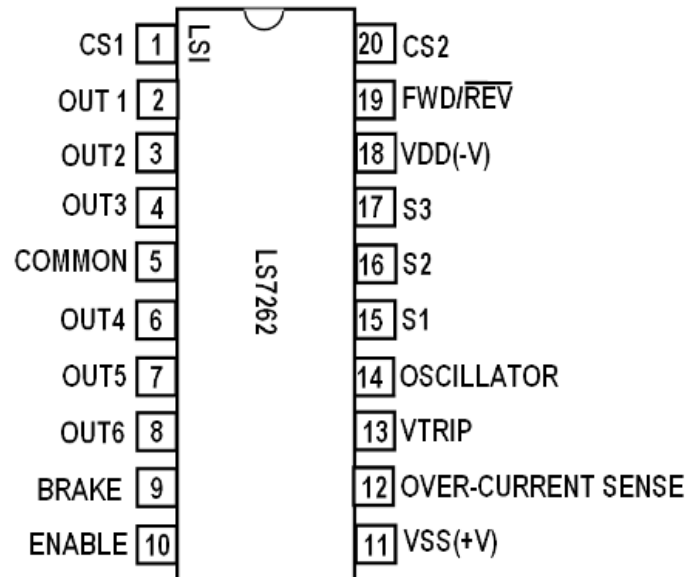 CS1 1 LSI 20 CS2
OUT 1 2 19 FWD/REV
OUT2 3 18 VDD(-V)
OUT3 4 17 S3
COMMON 5 16 S2
LS7262
OUT4 6 15 S1
OUT5 7 14 OSCILLATOR
OUT6 8 13 VTRIP
BRAKE 9 12 OVER-CURRENT SENSE
ENABLE 10 11 VSS(+V)